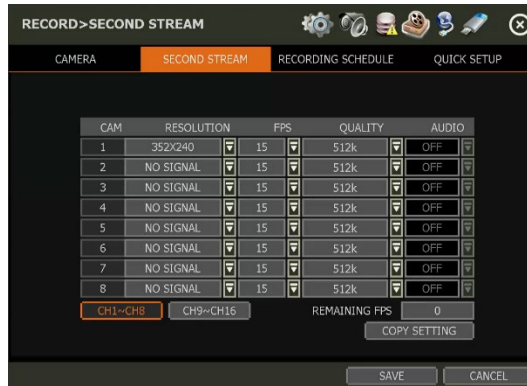 RECORD>SECOND STREAM
CAMERA SECOND STREAM RECORDING SCHEDULE QUICK SETUP
CAM RESOLUTION FPS QUALITY AUDIO
1 352X240 15 512k OFF
2 NO SIGNAL 15 512k OFF
3 NO SIGNAL 15 512k OFF
4 NO SIGNAL 15 512k OFF
5 NO SIGNAL 15 512k OFF
6 NO SIGNAL 15 512k OFF
7 NO SIGNAL 15 512k OFF
8 NO SIGNAL 15 512k OFF
CH1~CH8 CH9~CH16 REMAINING FPS 0
COPY SETTING
SAVE CANCEL